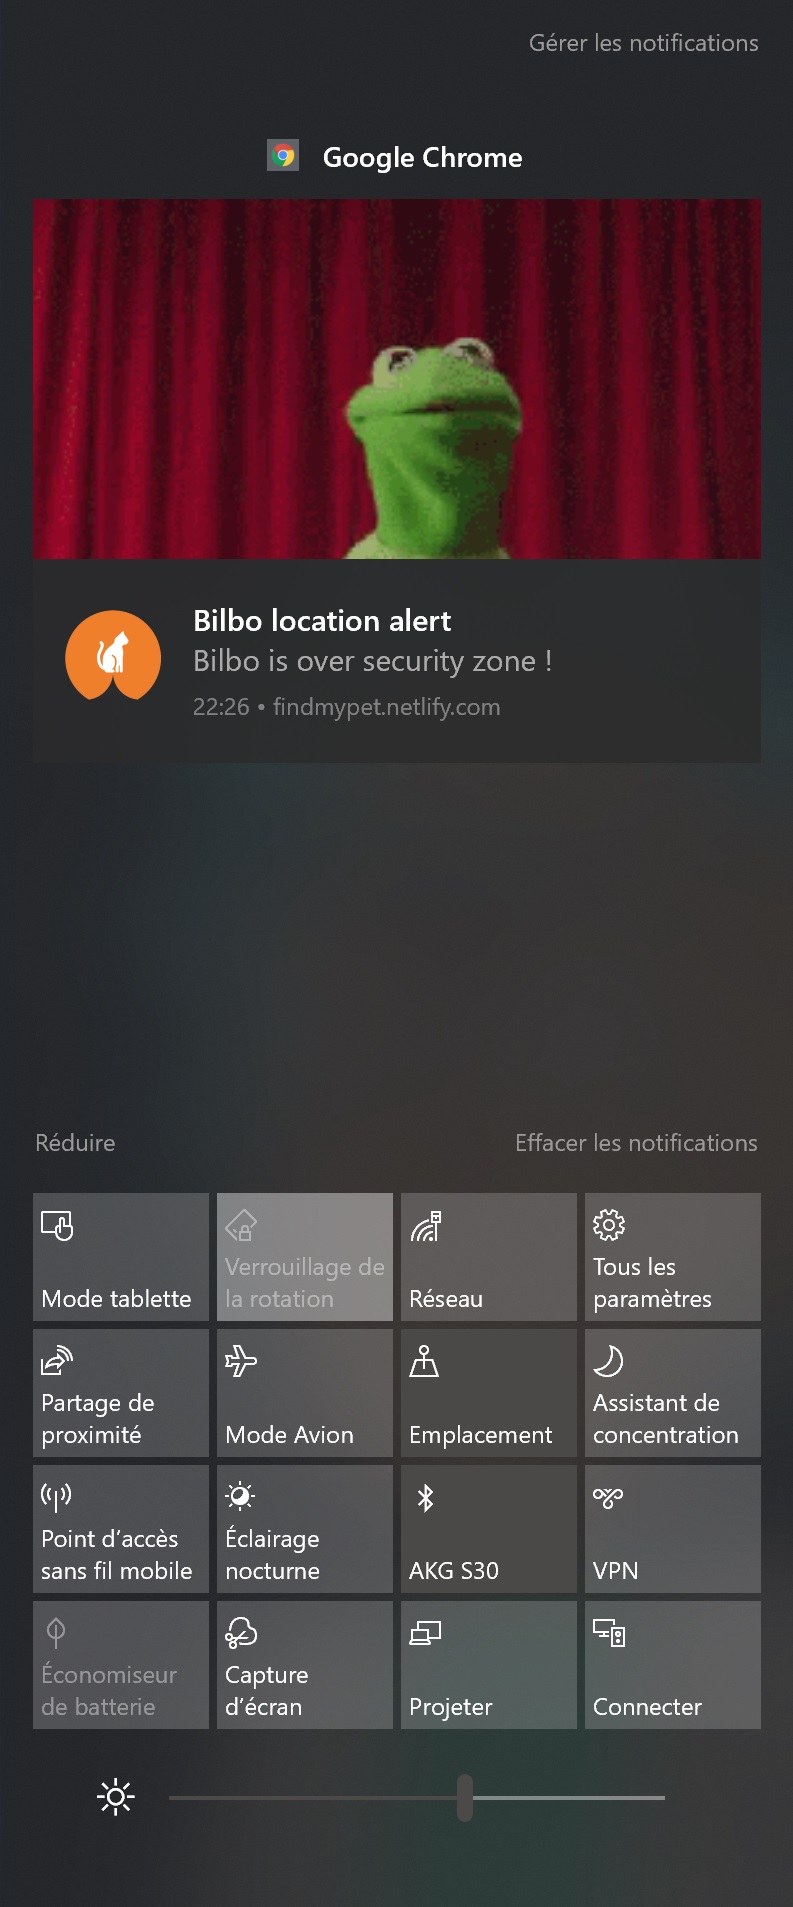 Gérer les notifications
Google Chrome
Bilbo location alert
Bilbo is over security zone !
22:26 • findmypet.netlify.com
Réduire
Effacer les notifications
Mode tablette
Verrouillage de
la rotation
Réseau
Tous les
paramètres
Partage de
proximité
Mode Avion
Emplacement
Assistant de
concentration
Point d’accès
sans fil mobile
Éclairage
nocturne
AKG S30
VPN
Économiseur
de batterie
Capture
d’écran
Projeter
Connecter